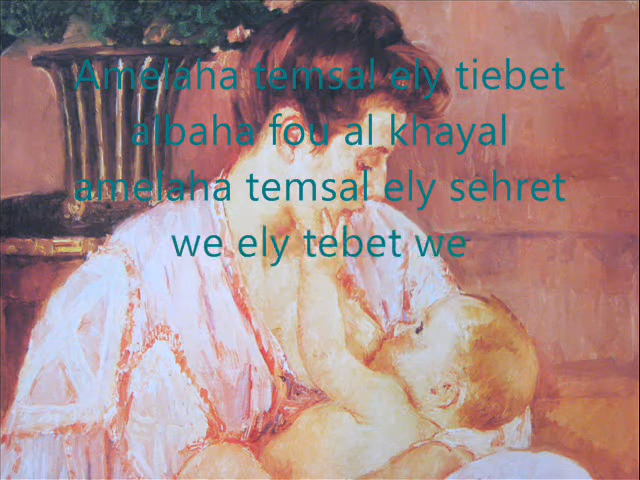 Amelaha temsal ely tiebet
albaha fou al khayal
amelaha temsal ely sehret
we ely tebet we